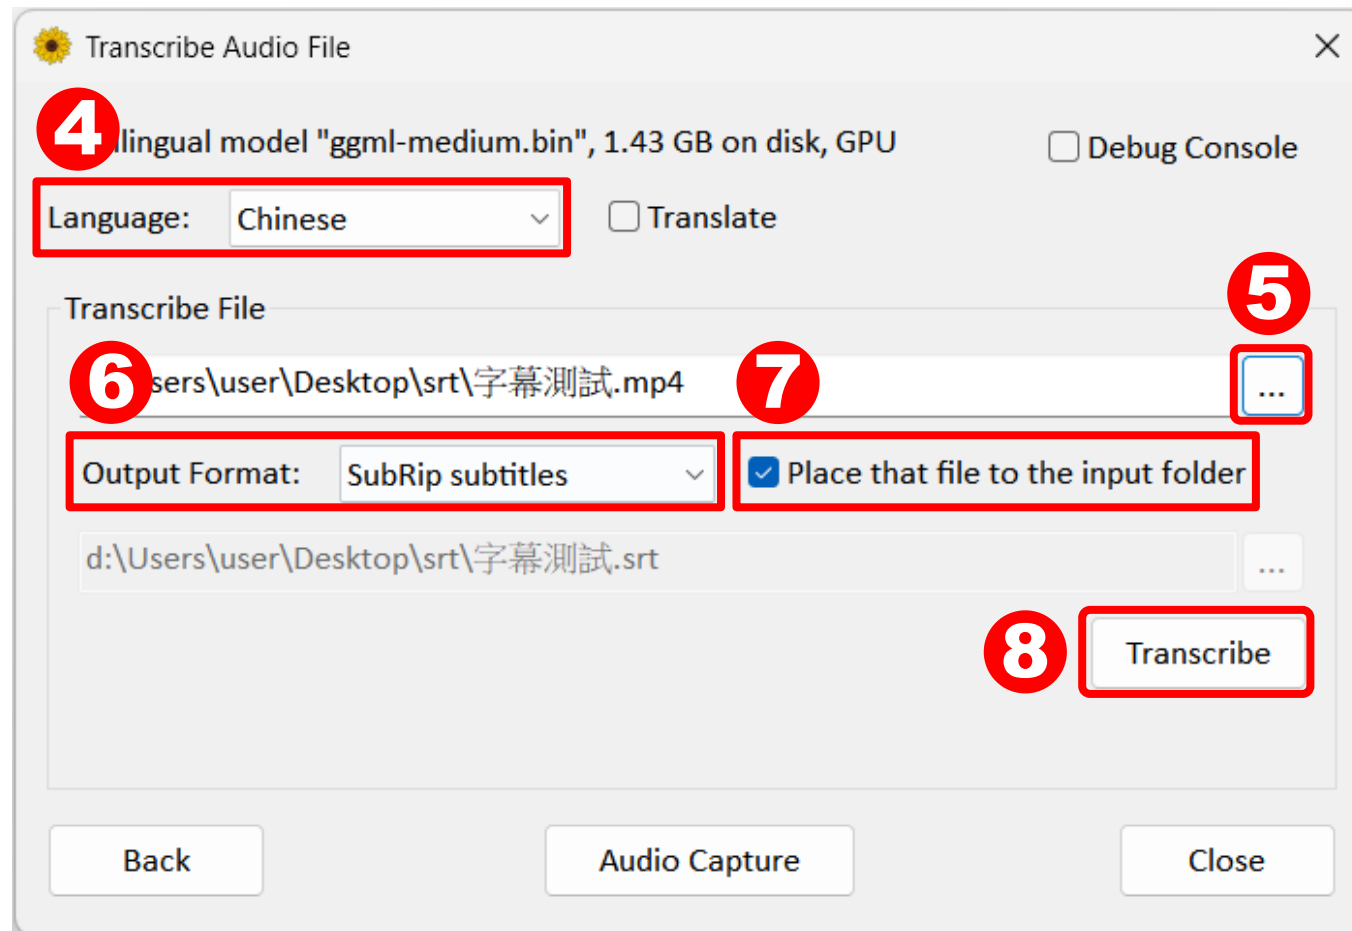 Transcribe Audio File
4
lingual model "ggml-medium.bin", 1.43 GB on disk, GPU
Debug Console
Language: Chinese
Translate
5
Transcribe File
6
sers\user\Desktop\srt\字幕測試.mp4
7
...
Output Format: SubRip subtitles
Place that file to the input folder
d:\Users\user\Desktop\srt\字幕測試.srt
...
8
Transcribe
Back
Audio Capture
Close